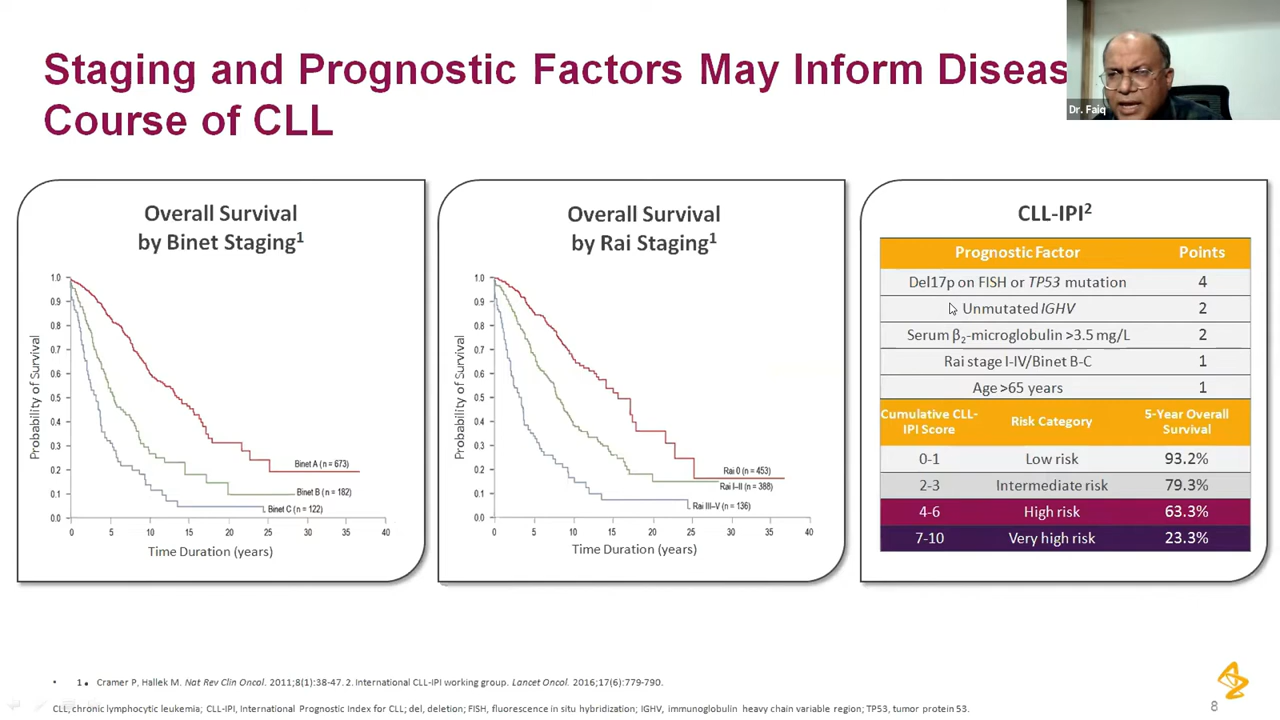 Staging and Prognostic Factors May Inform Diseas
Course of CLL
Dr. Faiq
Overall Survival
by Binet Staging1
1.0
0.9
0.8
0.7
0.6
0.5
0.4
0.3
0.2
0.1
0.0
Probability of Survival
Binet A (n = 673)
Binet B (n = 182)
Binet C (n = 122)
0 5 10 15 20 25 30 35 40
Time Duration (years)
Overall Survival
by Rai Staging1
1.0
0.9
0.8
0.7
0.6
0.5
0.4
0.3
0.2
0.1
0.0
Probability of Survival
Rai 0 (n = 453)
Rai I–II (n = 388)
Rai III–V (n = 136)
0 5 10 15 20 25 30 35 40
Time Duration (years)
CLL-IPI2
Prognostic Factor Points
Del17p on FISH or TP53 mutation 4
Unmutated IGHV 2
Serum β2-microglobulin >3.5 mg/L 2
Rai stage I-IV/Binet B-C 1
Age >65 years 1
Cumulative CLL-IPI Score Risk Category 5-Year Overall Survival
0-1 Low risk 93.2%
2-3 Intermediate risk 79.3%
4-6 High risk 63.3%
7-10 Very high risk 23.3%
• 1. Cramer P, Hallek M. Nat Rev Clin Oncol. 2011;8(1):38-47. 2. International CLL-IPI working group. Lancet Oncol. 2016;17(6):779-790.
CLL, chronic lymphocytic leukemia; CLL-IPI, International Prognostic Index for CLL; del, deletion; FISH, fluorescence in situ hybridization; IGHV, immunoglobulin heavy chain variable region; TP53, tumor protein 53.
8